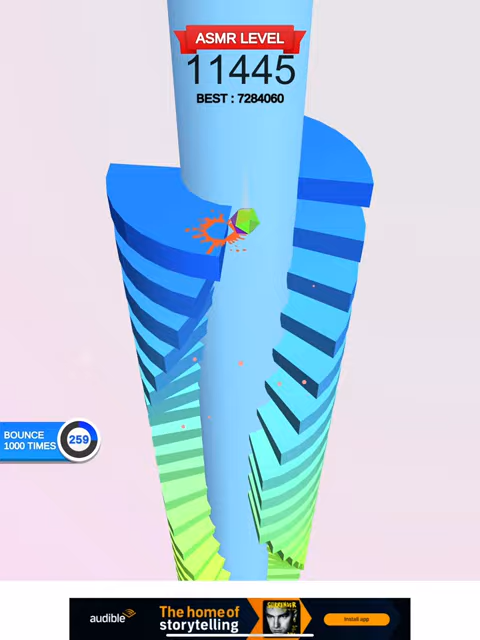 ASMR LEVEL
11445
BEST : 7284060
BOUNCE
1000 TIMES
259
audible
The home of
storytelling
Install app